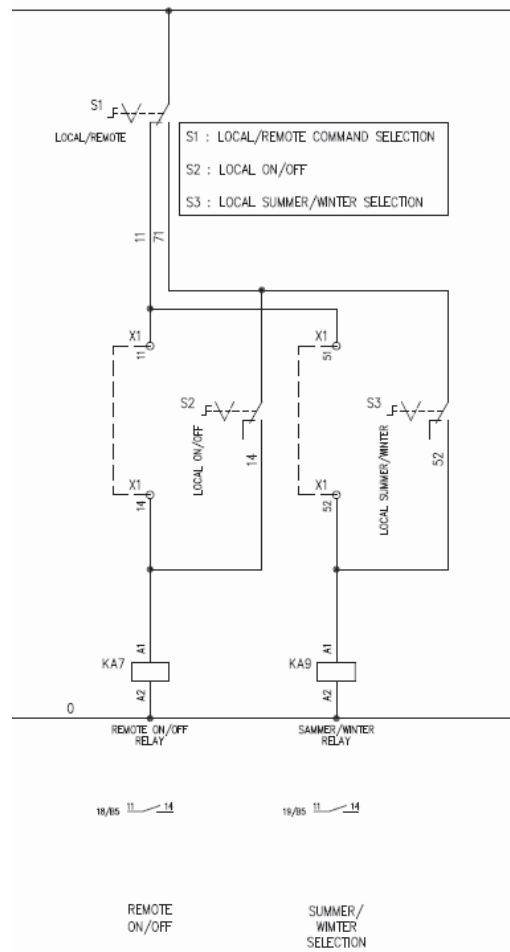 S1
LOCAL/REMOTE
S1 : LOCAL/REMOTE COMMAND SELECTION
S2 : LOCAL ON/OFF
S3 : LOCAL SUMMER/WINTER SELECTION
11
71
X1
11
X1
51
S2
LOCAL ON/OFF
14
S3
LOCAL SUMMER/WINTER
52
X1
14
X1
52
KA7
A1
A2
KA9
A1
A2
0
REMOTE ON/OFF
RELAY
SAMMER/WINTER
RELAY
18/B5 11 14
19/B5 11 14
REMOTE
ON/OFF
SUMMER/
WIMTER
SELECTION